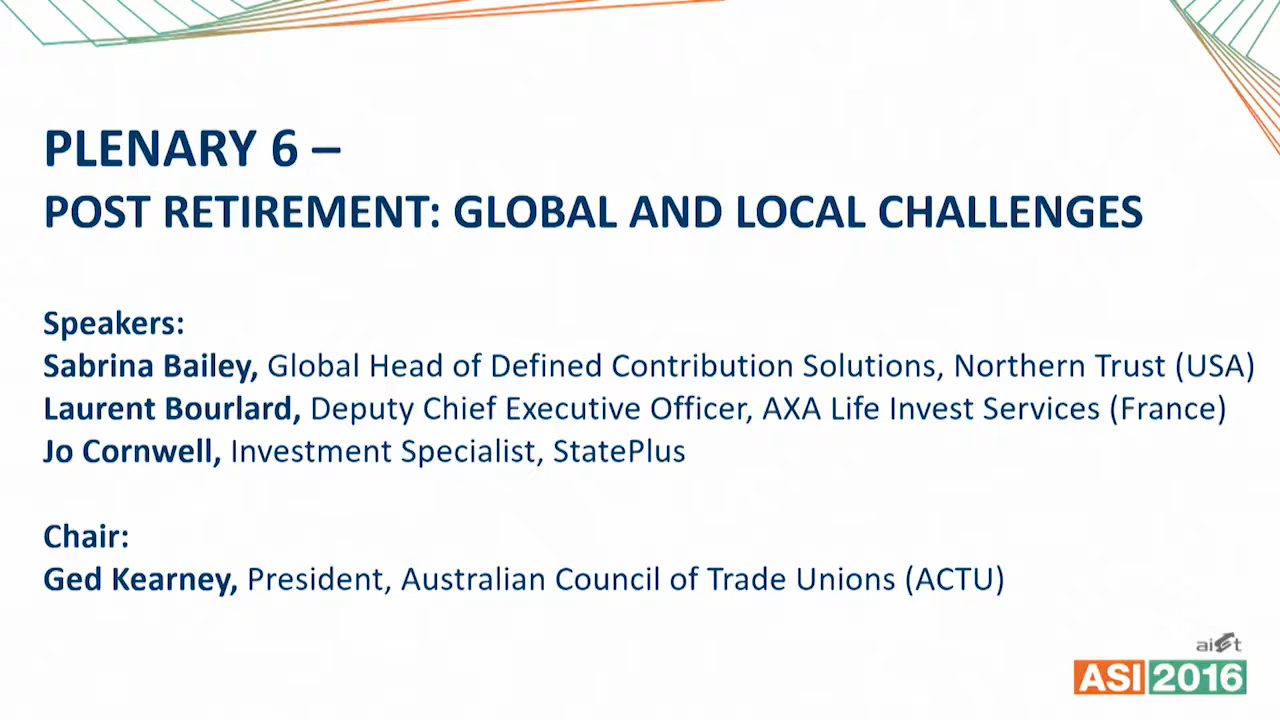 PLENARY 6 –
POST RETIREMENT: GLOBAL AND LOCAL CHALLENGES
Speakers:
Sabrina Bailey, Global Head of Defined Contribution Solutions, Northern Trust (USA)
Laurent Bourlard, Deputy Chief Executive Officer, AXA Life Invest Services (France)
Jo Cornwell, Investment Specialist, StatePlus
Chair:
Ged Kearney, President, Australian Council of Trade Unions (ACTU)
aist
ASI 2016